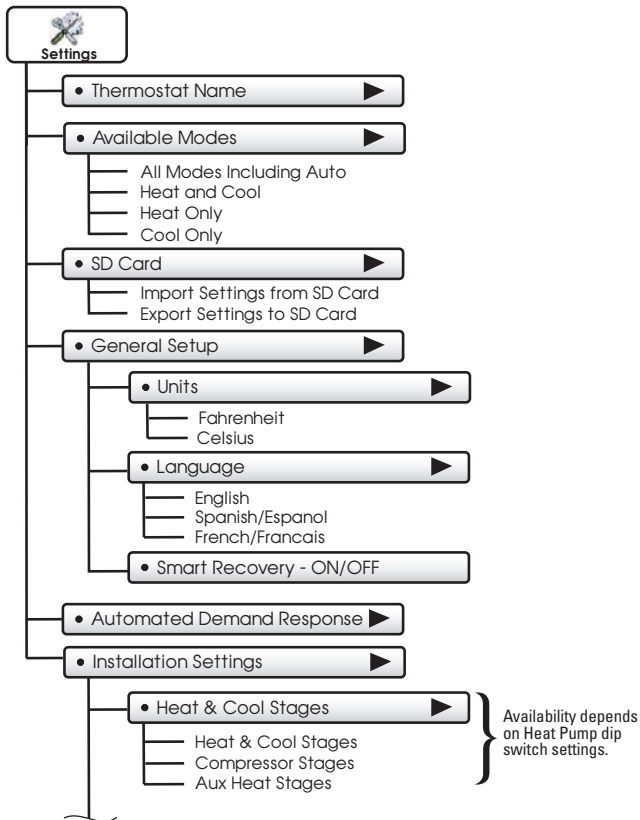 Settings
• Thermostat Name
• Available Modes
All Modes Including Auto
Heat and Cool
Heat Only
Cool Only
• SD Card
Import Settings from SD Card
Export Settings to SD Card
• General Setup
• Units
Fahrenheit
Celsius
• Language
English
Spanish/Espanol
French/Francais
• Smart Recovery - ON/OFF
• Automated Demand Response
• Installation Settings
• Heat & Cool Stages
Heat & Cool Stages
Compressor Stages
Aux Heat Stages
Availability depends
on Heat Pump dip
switch settings.